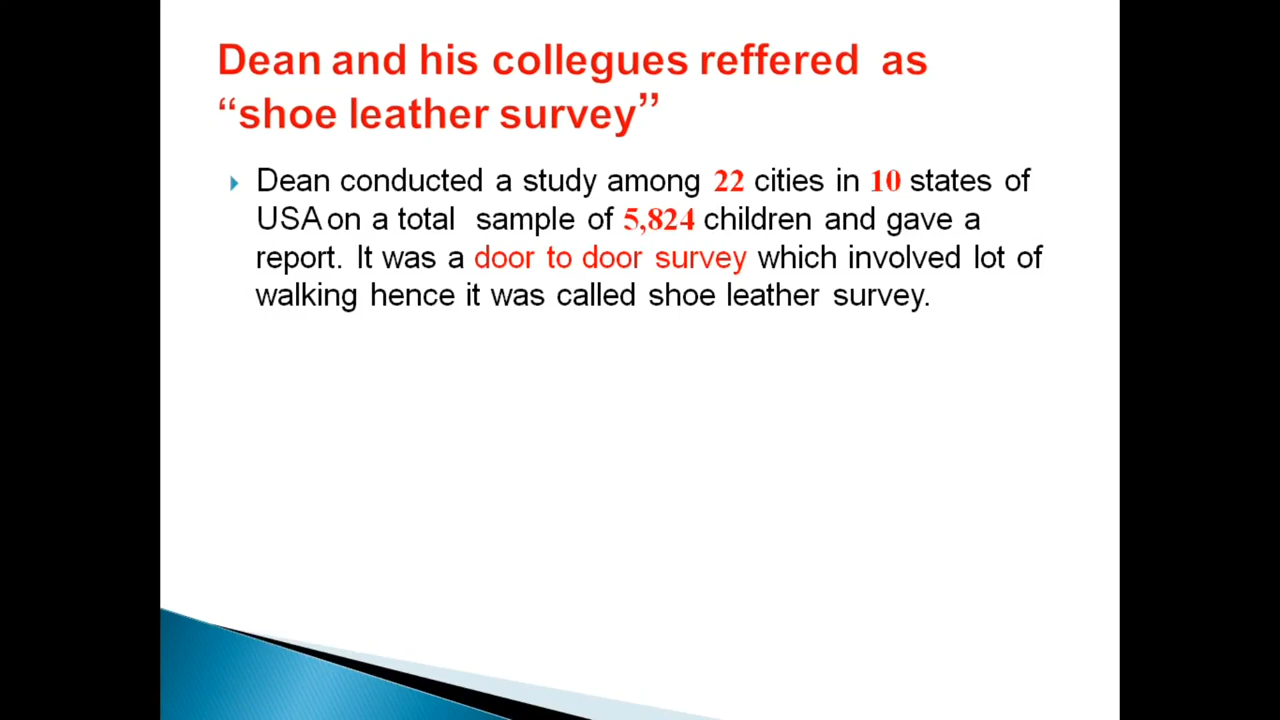 Dean and his collegues reffered as
“shoe leather survey”
Dean conducted a study among 22 cities in 10 states of
USA on a total sample of 5,824 children and gave a
report. It was a door to door survey which involved lot of
walking hence it was called shoe leather survey.